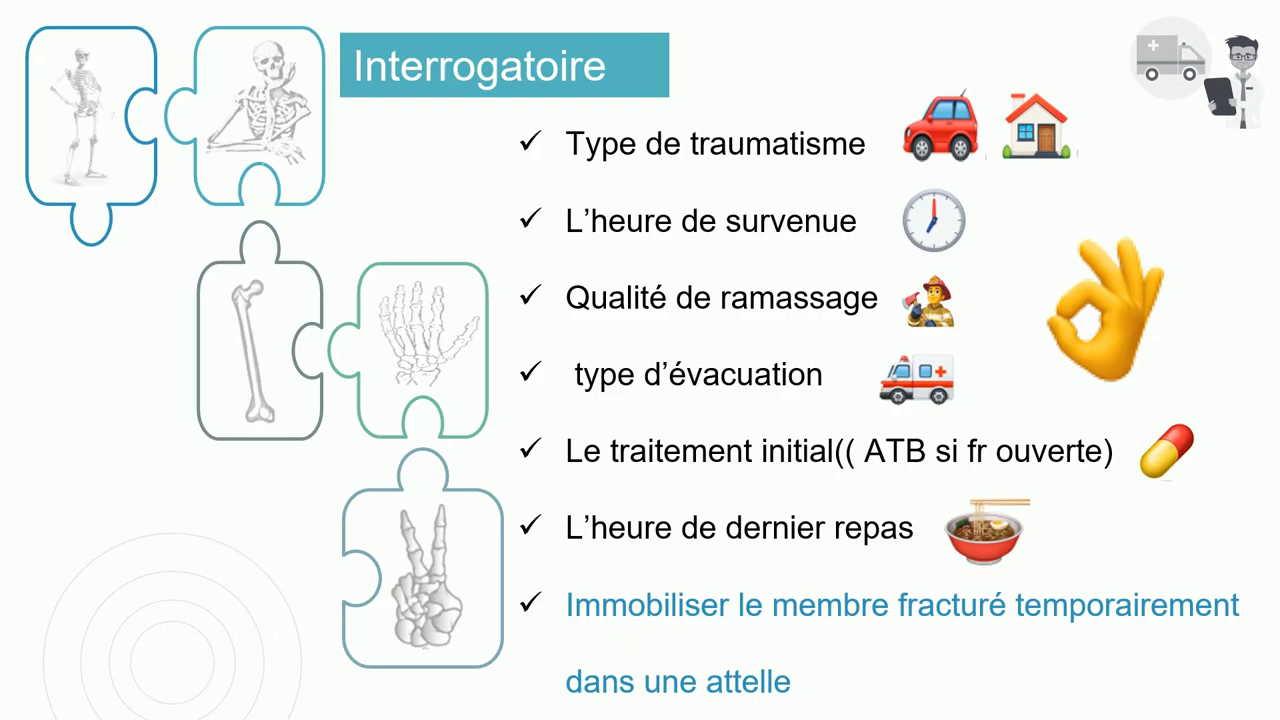 Interrogatoire
✓ Type de traumatisme
✓ L’heure de survenue
✓ Qualité de ramassage
✓ type d’évacuation
✓ Le traitement initial(( ATB si fr ouverte)
✓ L’heure de dernier repas
✓ Immobiliser le membre fracturé temporairement
dans une attelle